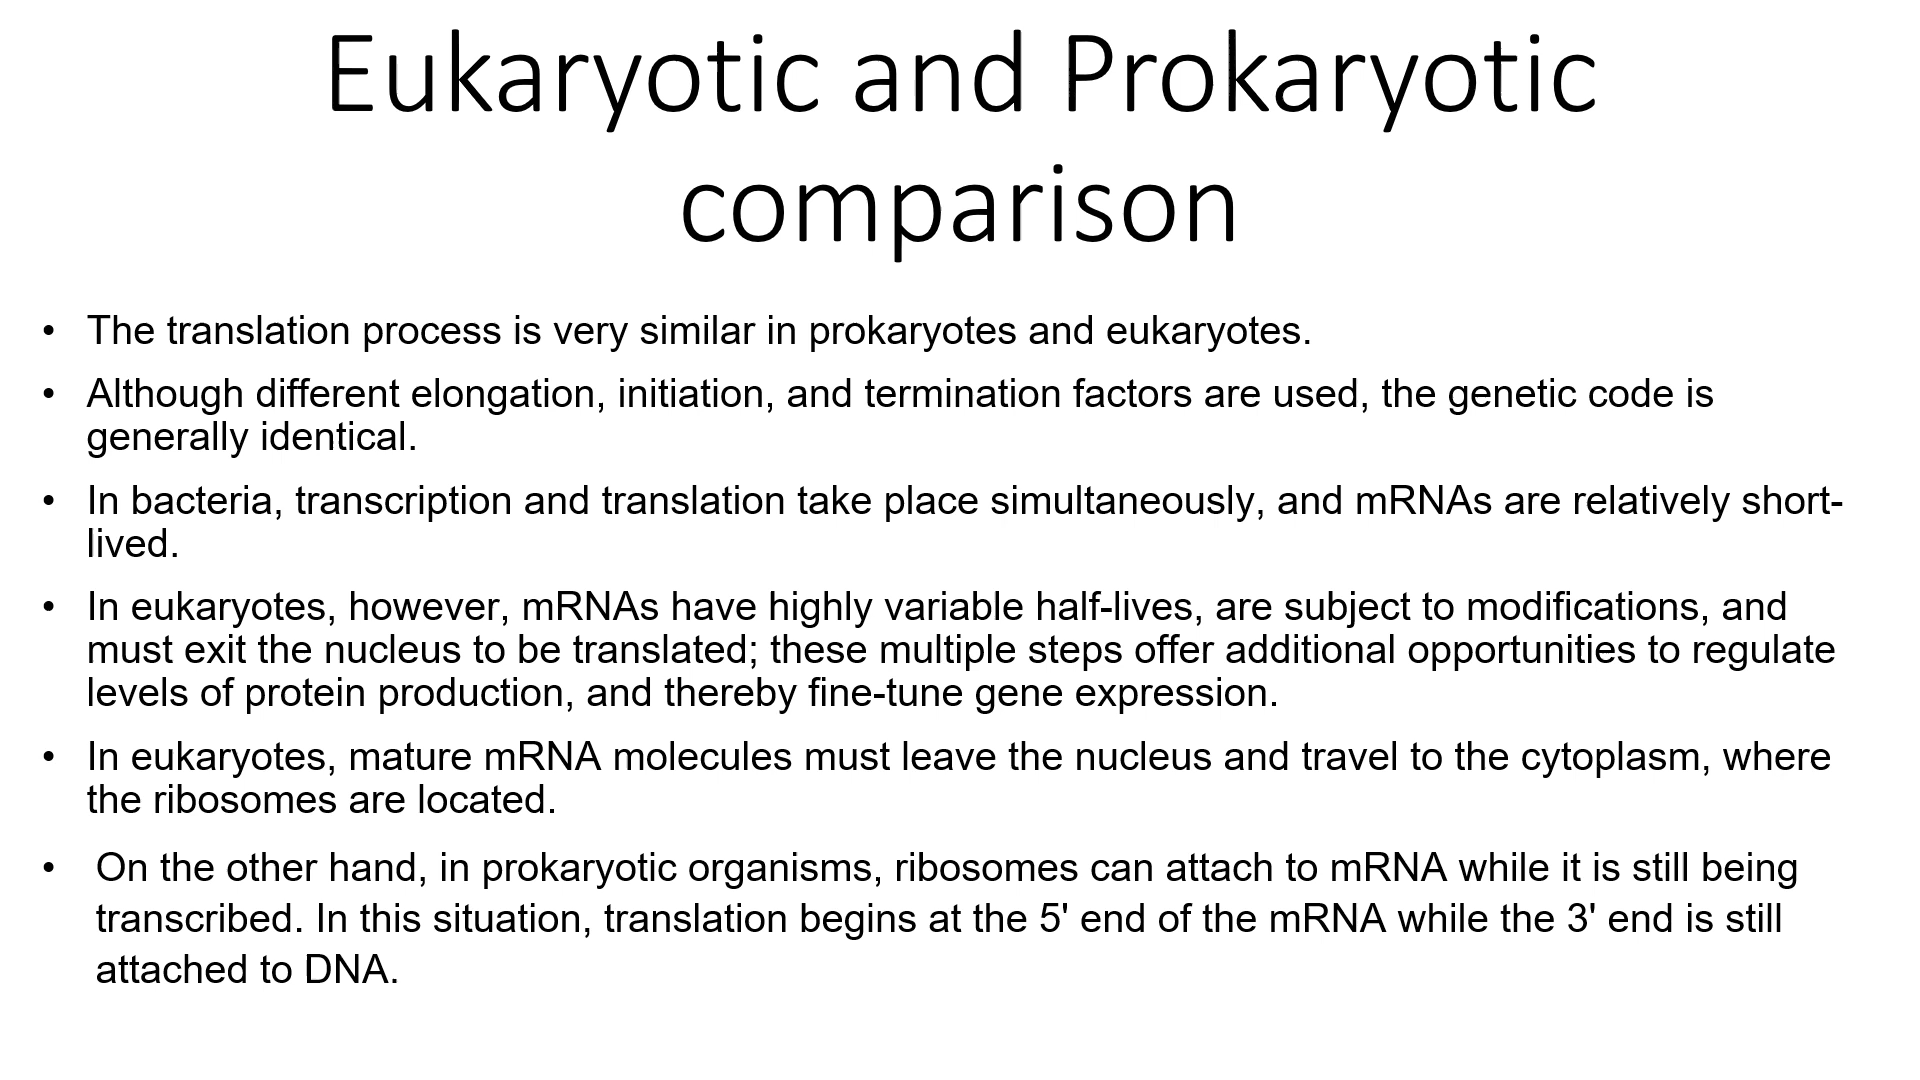 Eukaryotic and Prokaryotic
comparison
• The translation process is very similar in prokaryotes and eukaryotes.
• Although different elongation, initiation, and termination factors are used, the genetic code is
generally identical.
• In bacteria, transcription and translation take place simultaneously, and mRNAs are relatively short-
lived.
• In eukaryotes, however, mRNAs have highly variable half-lives, are subject to modifications, and
must exit the nucleus to be translated; these multiple steps offer additional opportunities to regulate
levels of protein production, and thereby fine-tune gene expression.
• In eukaryotes, mature mRNA molecules must leave the nucleus and travel to the cytoplasm, where
the ribosomes are located.
• On the other hand, in prokaryotic organisms, ribosomes can attach to mRNA while it is still being
transcribed. In this situation, translation begins at the 5' end of the mRNA while the 3' end is still
attached to DNA.